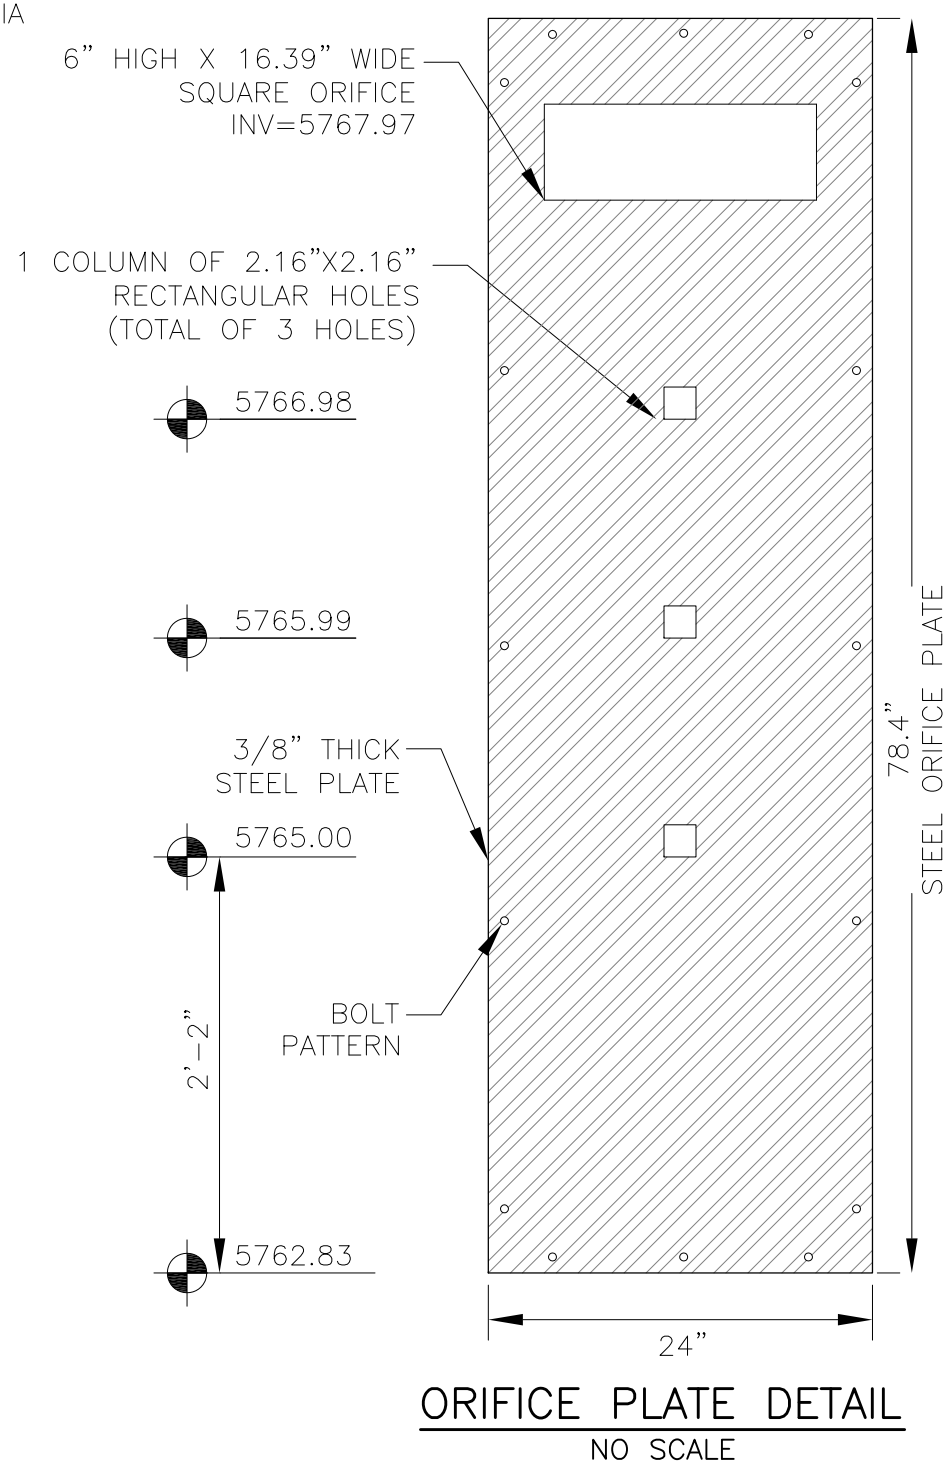 IA
6” HIGH X 16.39” WIDE
SQUARE ORIFICE
INV=5767.97
1 COLUMN OF 2.16”X2.16”
RECTANGULAR HOLES
(TOTAL OF 3 HOLES)
5766.98
5765.99
3/8” THICK
STEEL PLATE
5765.00
BOLT
PATTERN
2’-2”
5762.83
78.4”
STEEL ORIFICE PLATE
24”
ORIFICE PLATE DETAIL
NO SCALE